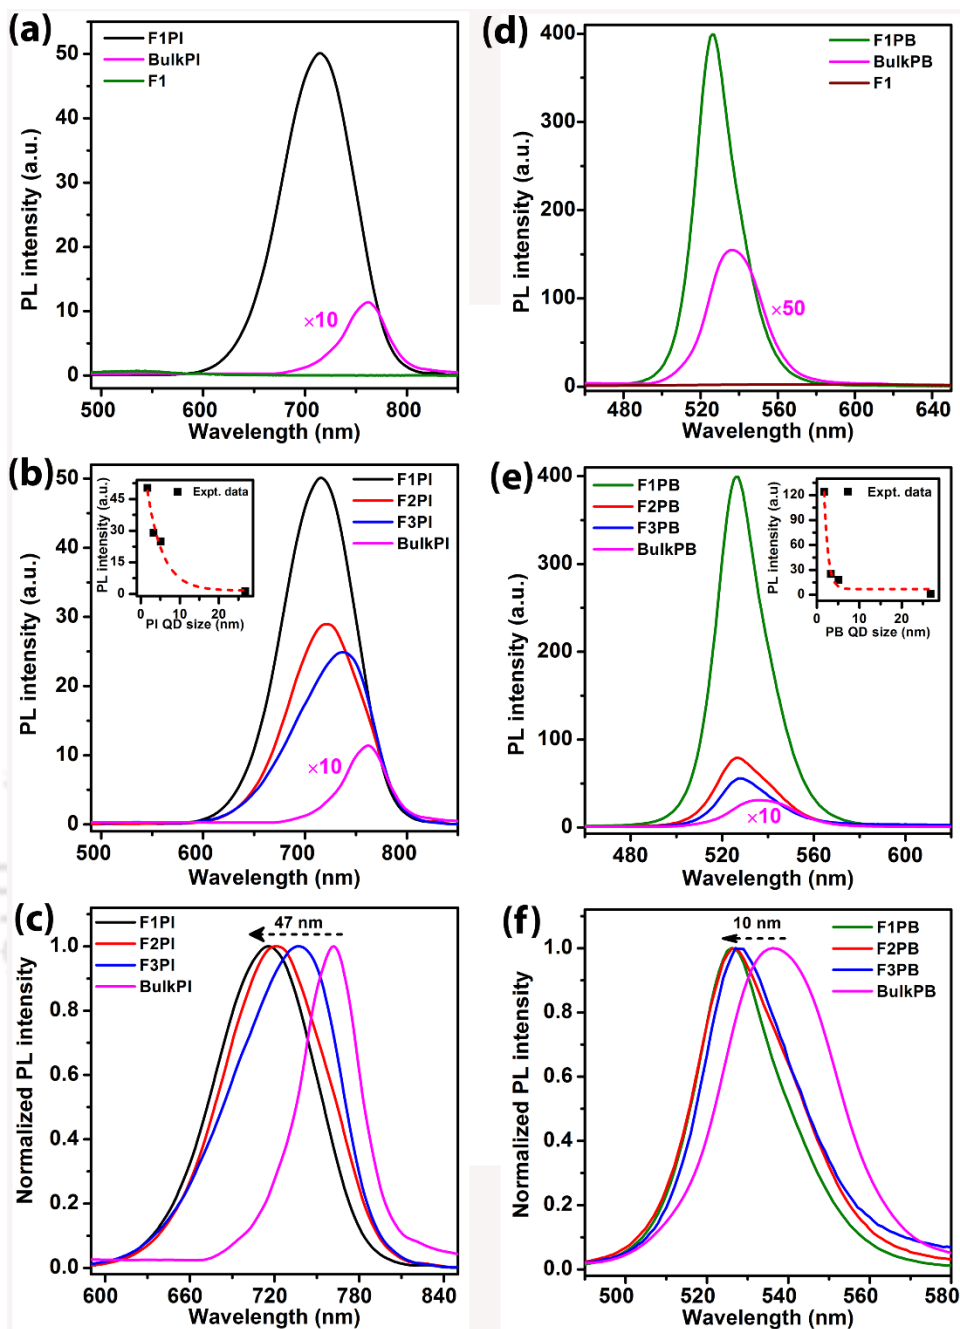 (a)
F1PI
BulkPI
F1
×10
PL intensity (a.u.)
50
40
30
20
10
0
500 600 700 800
Wavelength (nm)
(d)
F1PB
BulkPB
F1
×50
PL intensity (a.u.)
400
300
200
100
0
480 520 560 600 640
Wavelength (nm)
(b)
F1PI
F2PI
F3PI
BulkPI
×10
PL intensity (a.u.)
50
40
30
20
10
0
500 600 700 800
Wavelength (nm)
Expt. data
PL intensity (a.u.)
45
30
15
0
0 10 20
PI QD size (nm)
(e)
F1PB
F2PB
F3PB
BulkPB
×10
PL intensity (a.u.)
400
300
200
100
0
480 520 560 600
Wavelength (nm)
Expt. data
PL intensity (a.u.)
120
90
60
30
0
0 10 20
PB QD size (nm)
(c)
F1PI
F2PI
F3PI
BulkPI
47 nm
Normalized PL intensity
1.0
0.8
0.6
0.4
0.2
0.0
600 660 720 780 840
Wavelength (nm)
(f)
F1PB
F2PB
F3PB
BulkPB
10 nm
Normalized PL intensity
1.0
0.8
0.6
0.4
0.2
0.0
500 520 540 560 580
Wavelength (nm)